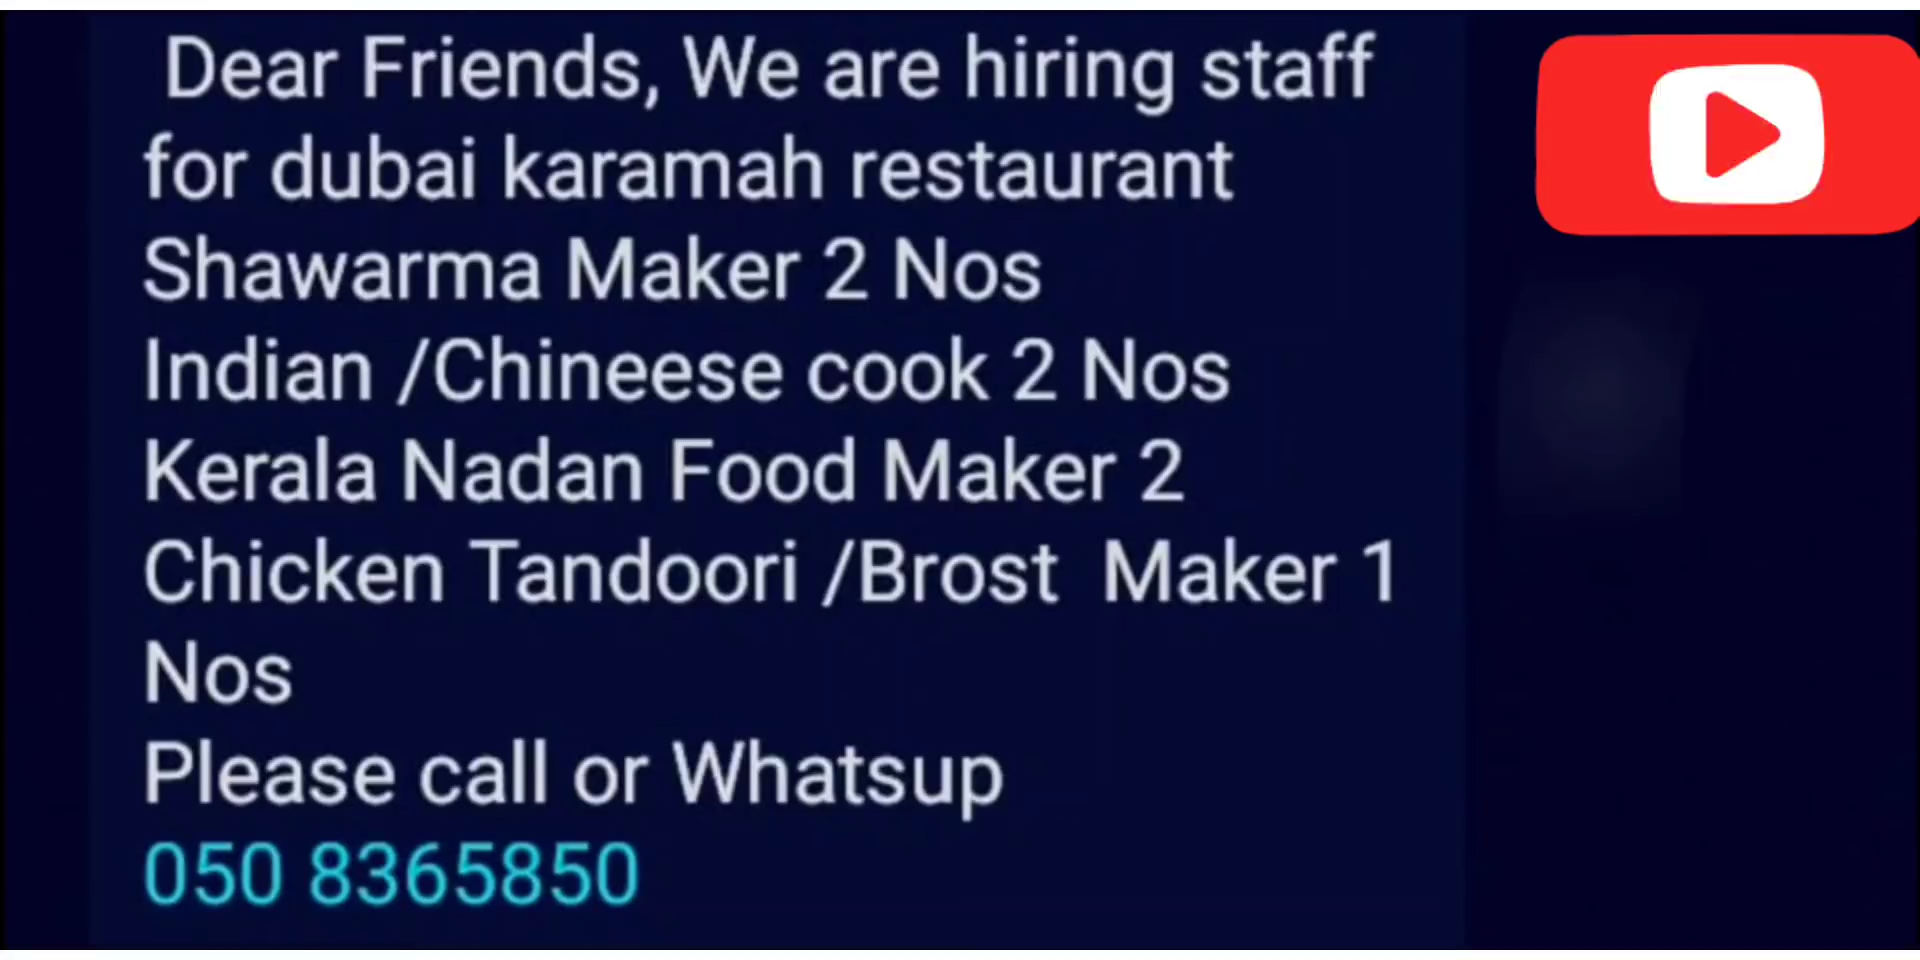 Dear Friends, We are hiring staff
for dubai karamah restaurant
Shawarma Maker 2 Nos
Indian /Chineese cook 2 Nos
Kerala Nadan Food Maker 2
Chicken Tandoori /Brost  Maker 1
Nos
Please call or Whatsup
050 8365850